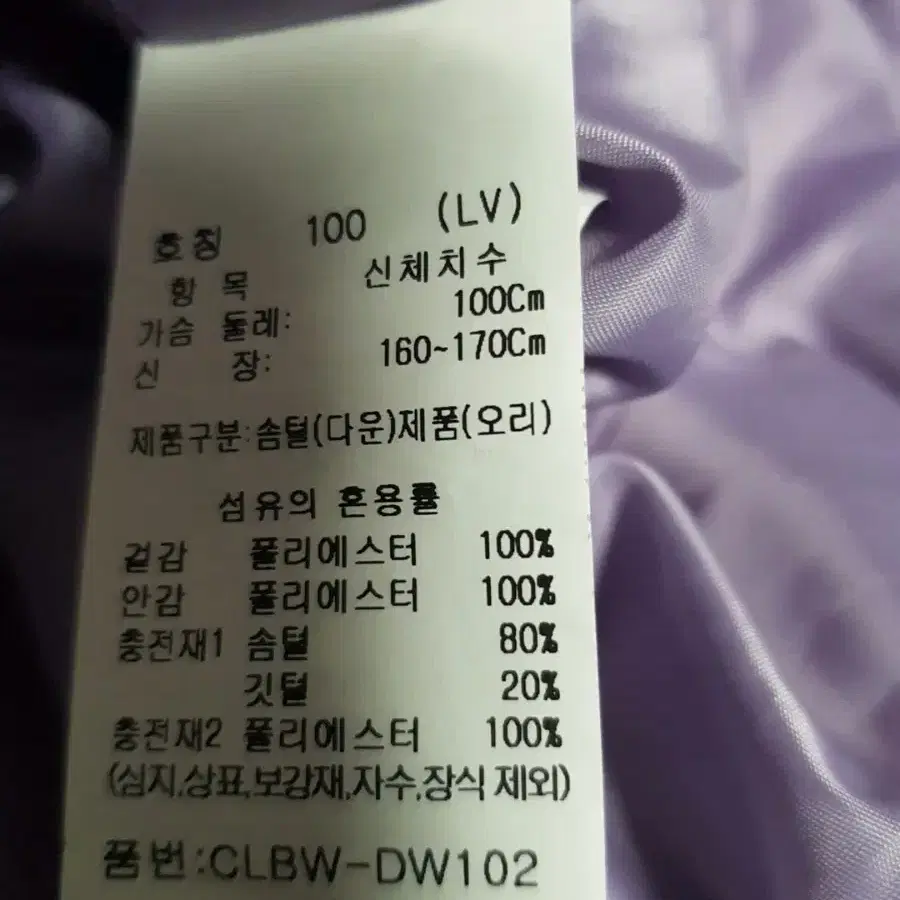 호칭 100 (LV)
항 목 신체치수
가슴 둘레: 100Cm
신 장: 160~170Cm
제품구분:솜털(다운)제품(오리)
섬유의 혼용률
겉감 폴리에스터 100%
안감 폴리에스터 100%
충전재1 솜털 80%
깃털 20%
충전재2 폴리에스터 100%
(심지,상표,보강재,자수,장식 제외)
품번:CLBW-DW102